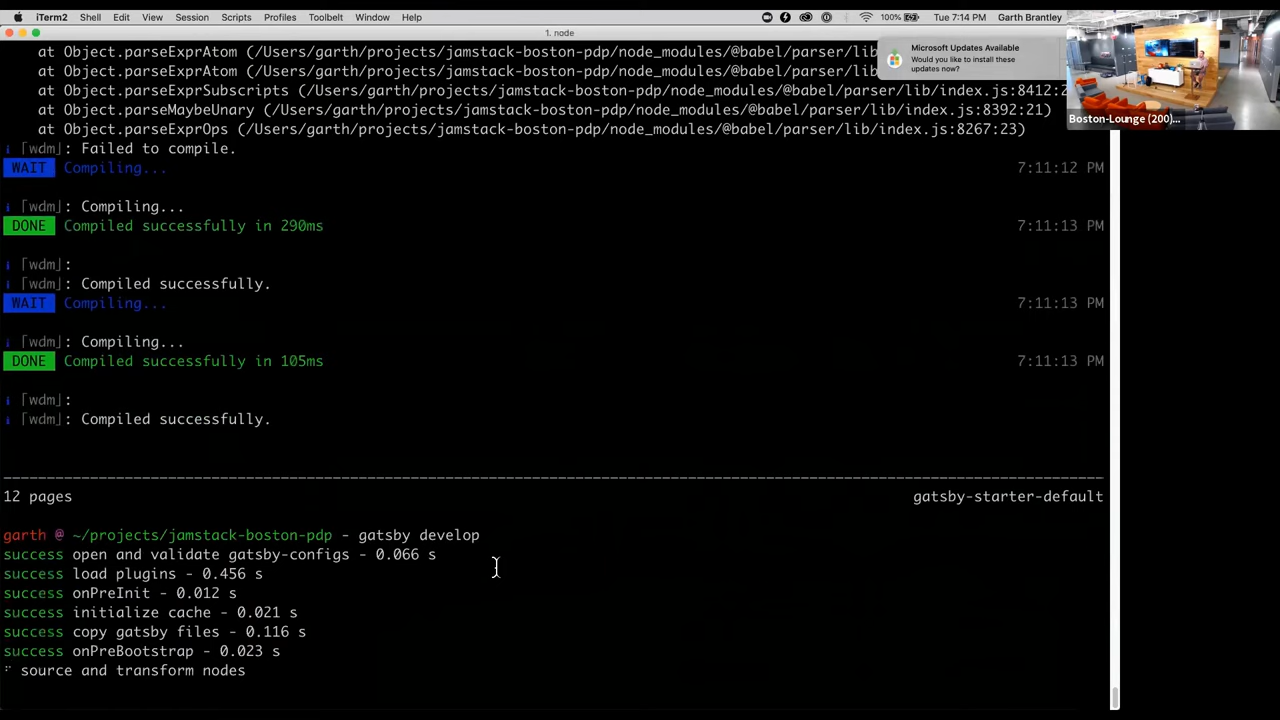 iTerm2 Shell Edit View Session Scripts Profiles Toolbelt Window Help 100% Tue 7:14 PM Garth Brantley
1. node
at Object.parseExprAtom (/Users/garth/projects/jamstack-boston-pdp/node_modules/@babel/parser/lib
at Object.parseExprAtom (/Users/garth/projects/jamstack-boston-pdp/node_modules/@babel/parser/lib
at Object.parseExprSubscripts (/Users/garth/projects/jamstack-boston-pdp/node_modules/@babel/parser/lib/index.js:8412:2
at Object.parseMaybeUnary (/Users/garth/projects/jamstack-boston-pdp/node_modules/@babel/parser/lib/index.js:8392:21)
at Object.parseExprOps (/Users/garth/projects/jamstack-boston-pdp/node_modules/@babel/parser/lib/index.js:8267:23)
Microsoft Updates Available
Would you like to install these
updates now?
Boston-Lounge (200)...
ℹ ｢wdm｣: Failed to compile.
WAIT Compiling... 7:11:12 PM
ℹ ｢wdm｣: Compiling...
DONE Compiled successfully in 290ms 7:11:13 PM
ℹ ｢wdm｣:
ℹ ｢wdm｣: Compiled successfully.
WAIT Compiling... 7:11:13 PM
ℹ ｢wdm｣: Compiling...
DONE Compiled successfully in 105ms 7:11:13 PM
ℹ ｢wdm｣:
ℹ ｢wdm｣: Compiled successfully.
12 pages gatsby-starter-default
garth @ ~/projects/jamstack-boston-pdp - gatsby develop
success open and validate gatsby-configs - 0.066 s
success load plugins - 0.456 s
success onPreInit - 0.012 s
success initialize cache - 0.021 s
success copy gatsby files - 0.116 s
success onPreBootstrap - 0.023 s
source and transform nodes